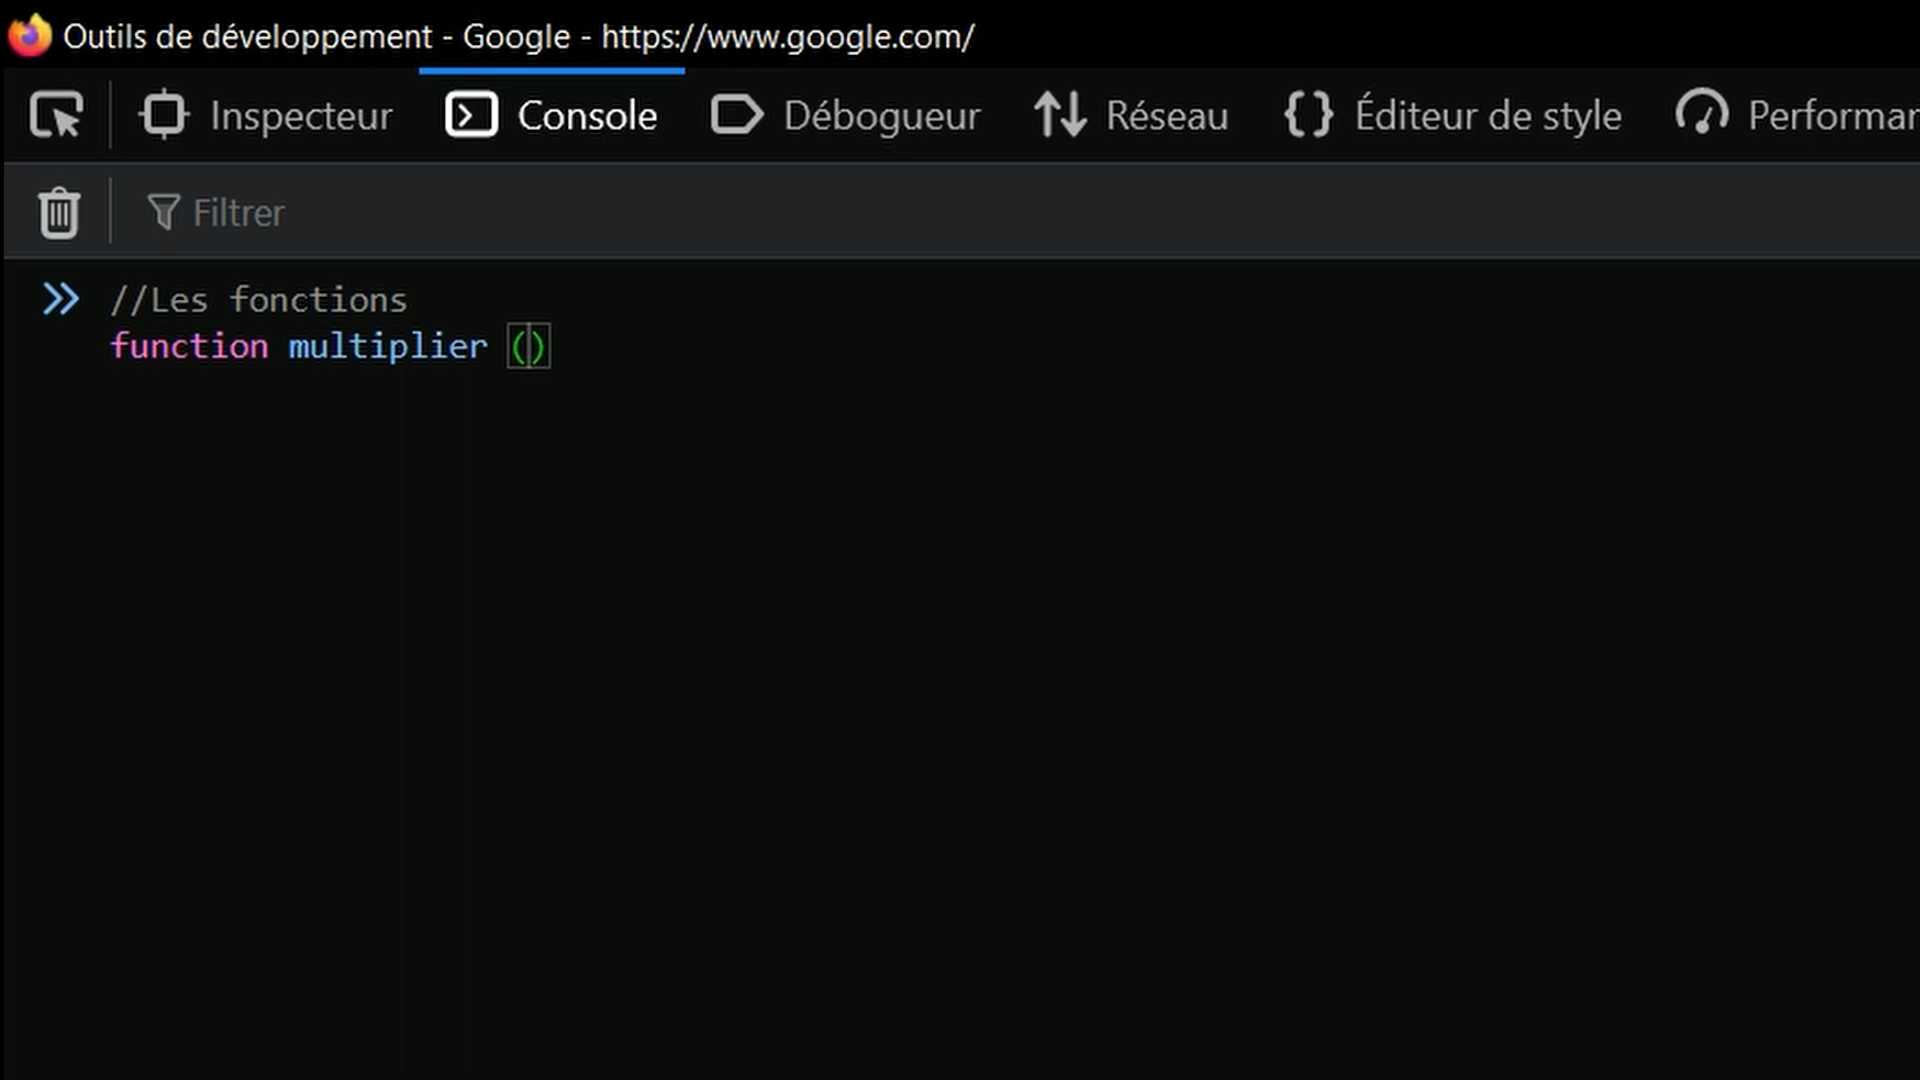 Outils de développement - Google - https://www.google.com/
Inspecteur Console Débogueur Réseau Éditeur de style Performan
Filtrer
//Les fonctions
function multiplier ()